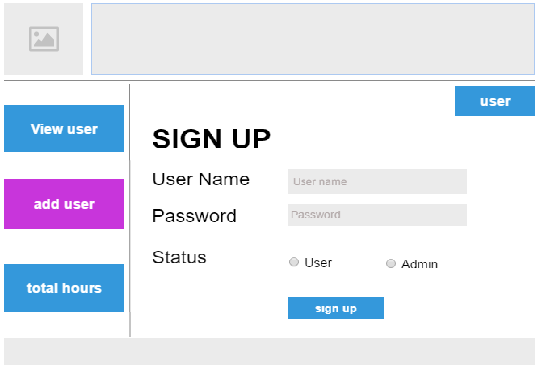 user
View user
SIGN UP
User Name
User name
add user
Password
Password
Status
User
Admin
total hours
sign up